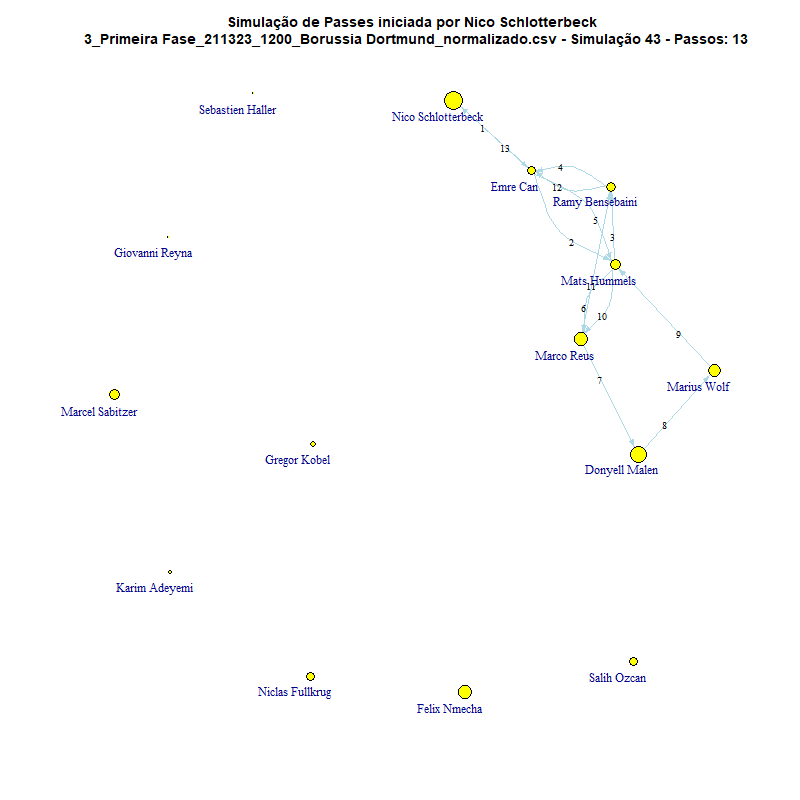 Simulação de Passes iniciada por Nico Schlotterbeck
3_Primeira Fase_211323_1200_Borussia Dortmund_normalizado.csv - Simulação 43 - Passos: 13
Sebastien Haller
Nico Schlotterbeck
1
13
4
Emre Can
12
Ramy Bensebaini
5
2
3
Giovanni Reyna
Mats Hummels
11
6
10
9
Marco Reus
7
Marius Wolf
Marcel Sabitzer
8
Gregor Kobel
Donyell Malen
Karim Adeyemi
Salih Ozcan
Niclas Fullkrug
Felix Nmecha